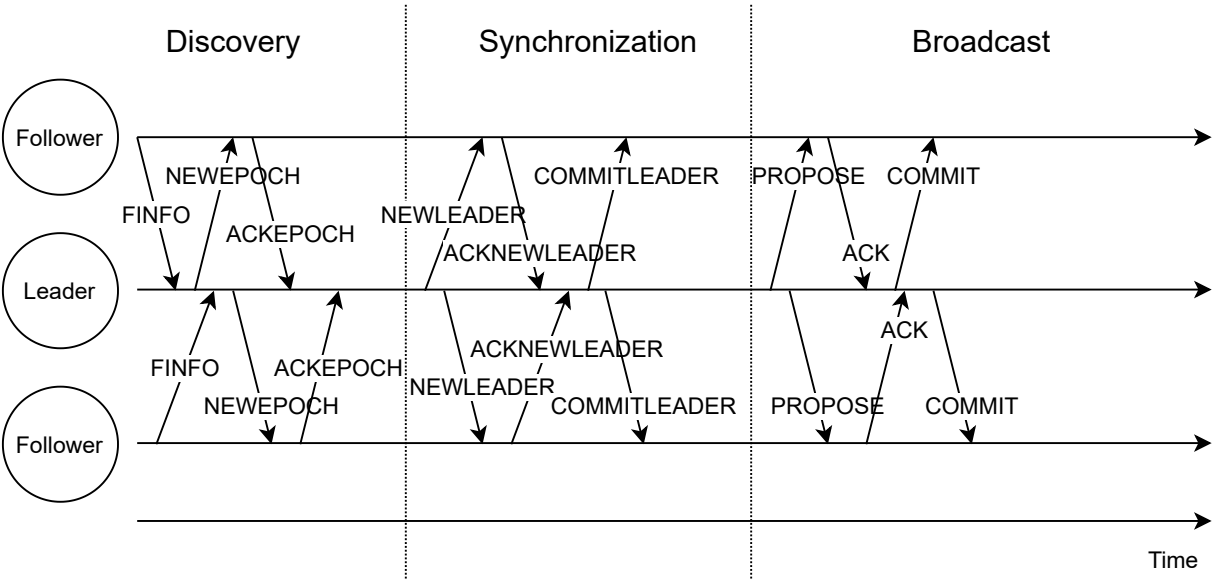 Discovery
Synchronization
Broadcast
Follower
NEWEPOCH
COMMITLEADER
PROPOSE
COMMIT
FINFO
NEWLEADER
ACKEPOCH
ACKNEWLEADER
ACK
Leader
ACK
ACKNEWLEADER
FINFO
ACKEPOCH
NEWLEADER
NEWEPOCH
COMMITLEADER
PROPOSE
COMMIT
Follower
Time